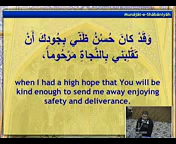 Munajat-e-Shabaniyah
وَقَدْ كَانَ حُسْنُ ظَنِّي بِجُودِكَ أَنْ
تَقْلِبَنِي بِالنَّجَاةِ مَرْحُوماً،
when I had a high hope that You will be
kind enough to send me away enjoying
safety and deliverance.